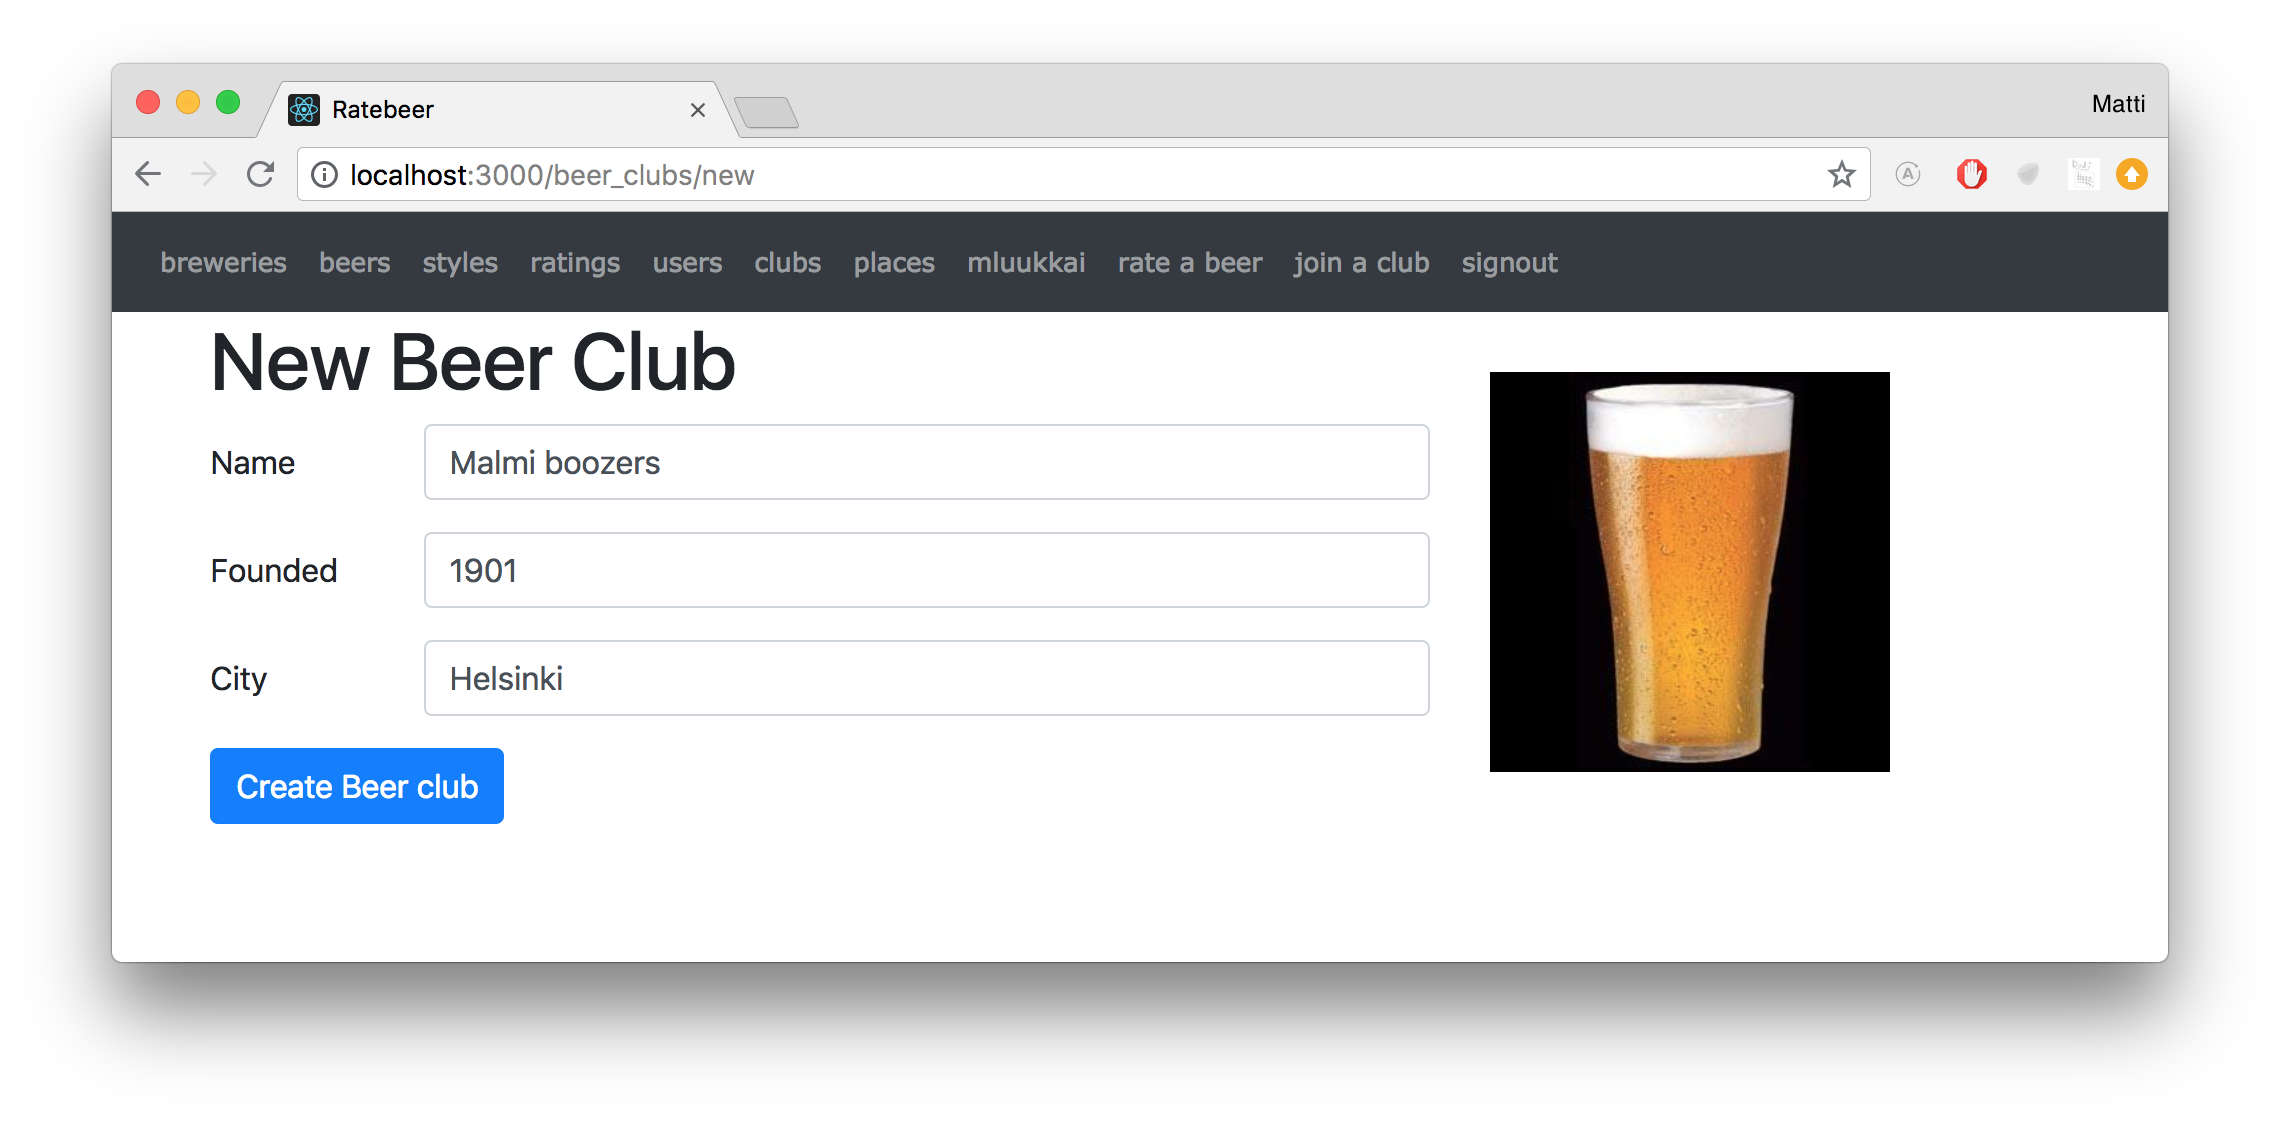 Ratebeer
Matti
localhost:3000/beer_clubs/new
breweries beers styles ratings users clubs places mluukkai rate a beer join a club signout
New Beer Club
Name Malmi boozers
Founded 1901
City Helsinki
Create Beer club